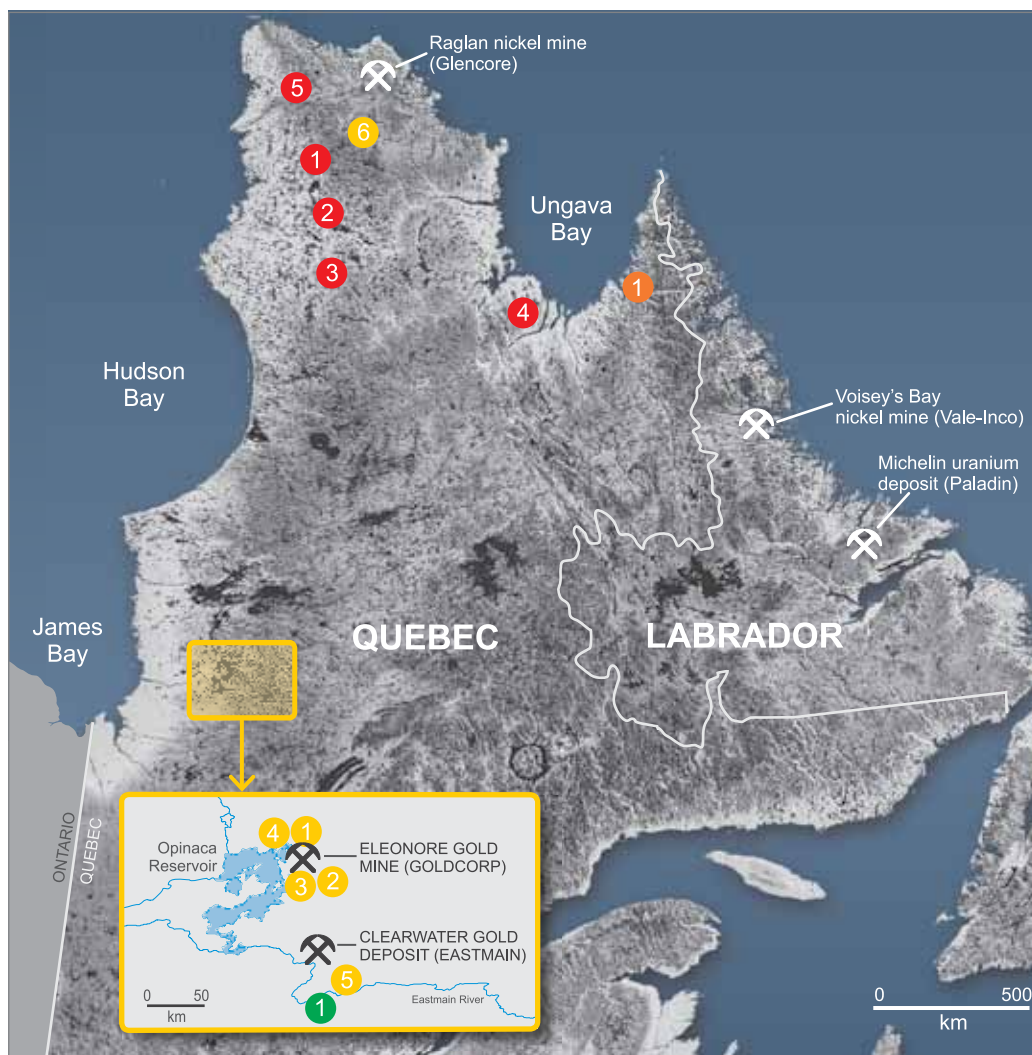 Raglan nickel mine
(Glencore)
5
6
1
2
3
Ungava
Bay
1
4
Hudson
Bay
Voisey's Bay
nickel mine (Vale-Inco)
Michelin uranium
deposit (Paladin)
James
Bay
QUEBEC
LABRADOR
ONTARIO
QUEBEC
4
1
Opinaca
Reservoir
ELEONORE GOLD
MINE (GOLDCORP)
3
2
CLEARWATER GOLD
DEPOSIT (EASTMAIN)
5
1
Eastmain River
0 50
km
0 500
km